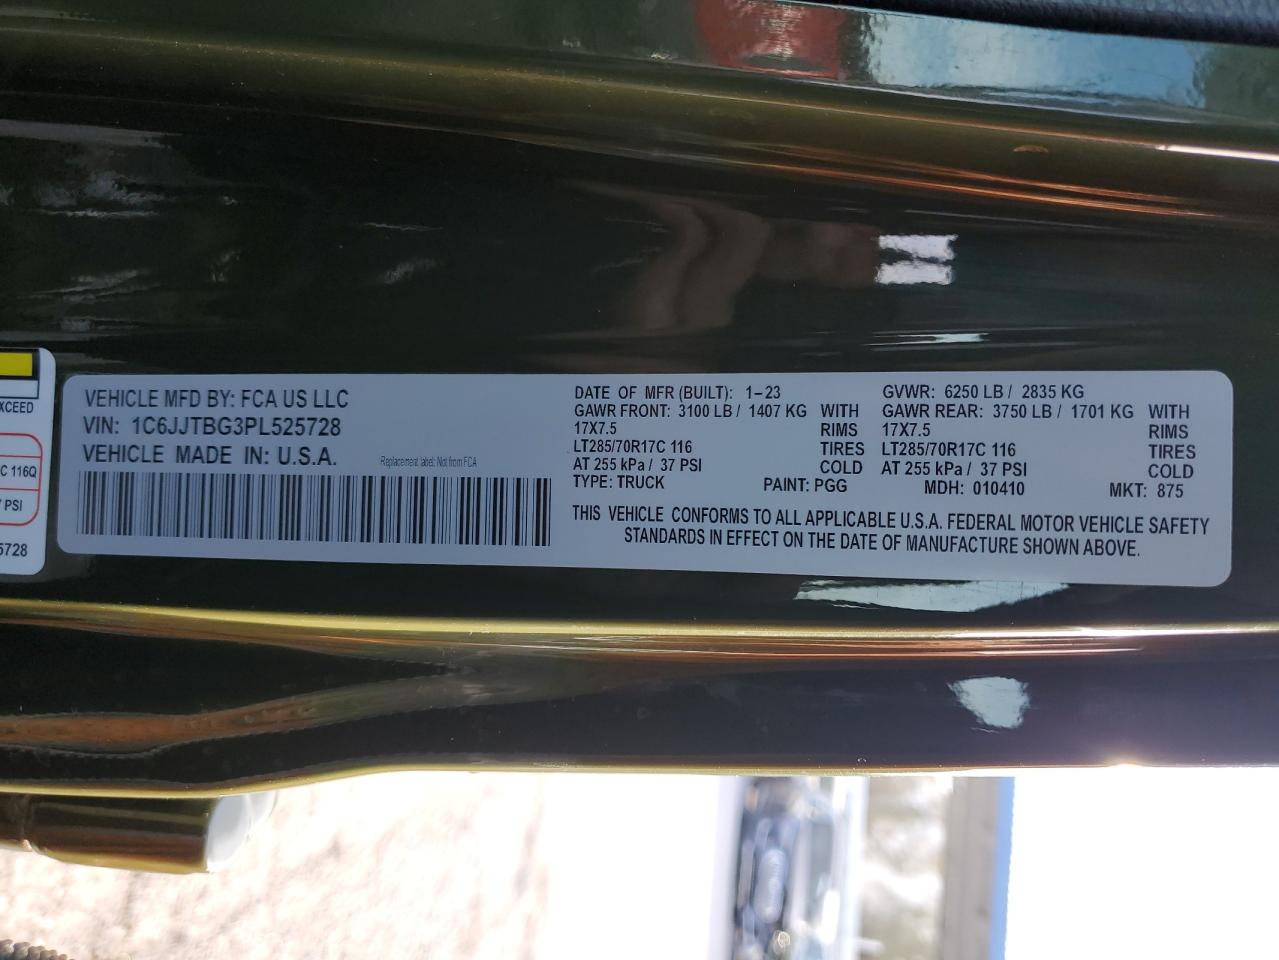 VEHICLE MFD BY: FCA US LLC
VIN: 1C6JJTBG3PL525728
VEHICLE MADE IN: U.S.A.
Replacement label: Not from FCA
DATE OF MFR (BUILT): 1-23 GVWR: 6250 LB / 2835 KG
GAWR FRONT: 3100 LB / 1407 KG WITH GAWR REAR: 3750 LB / 1701 KG WITH
17X7.5 RIMS 17X7.5 RIMS
LT285/70R17C 116 TIRES LT285/70R17C 116 TIRES
AT 255 kPa / 37 PSI COLD AT 255 kPa / 37 PSI COLD
TYPE: TRUCK PAINT: PGG MDH: 010410 MKT: 875
THIS VEHICLE CONFORMS TO ALL APPLICABLE U.S.A. FEDERAL MOTOR VEHICLE SAFETY
STANDARDS IN EFFECT ON THE DATE OF MANUFACTURE SHOWN ABOVE.
XCEED
C 116Q
PSI
5728